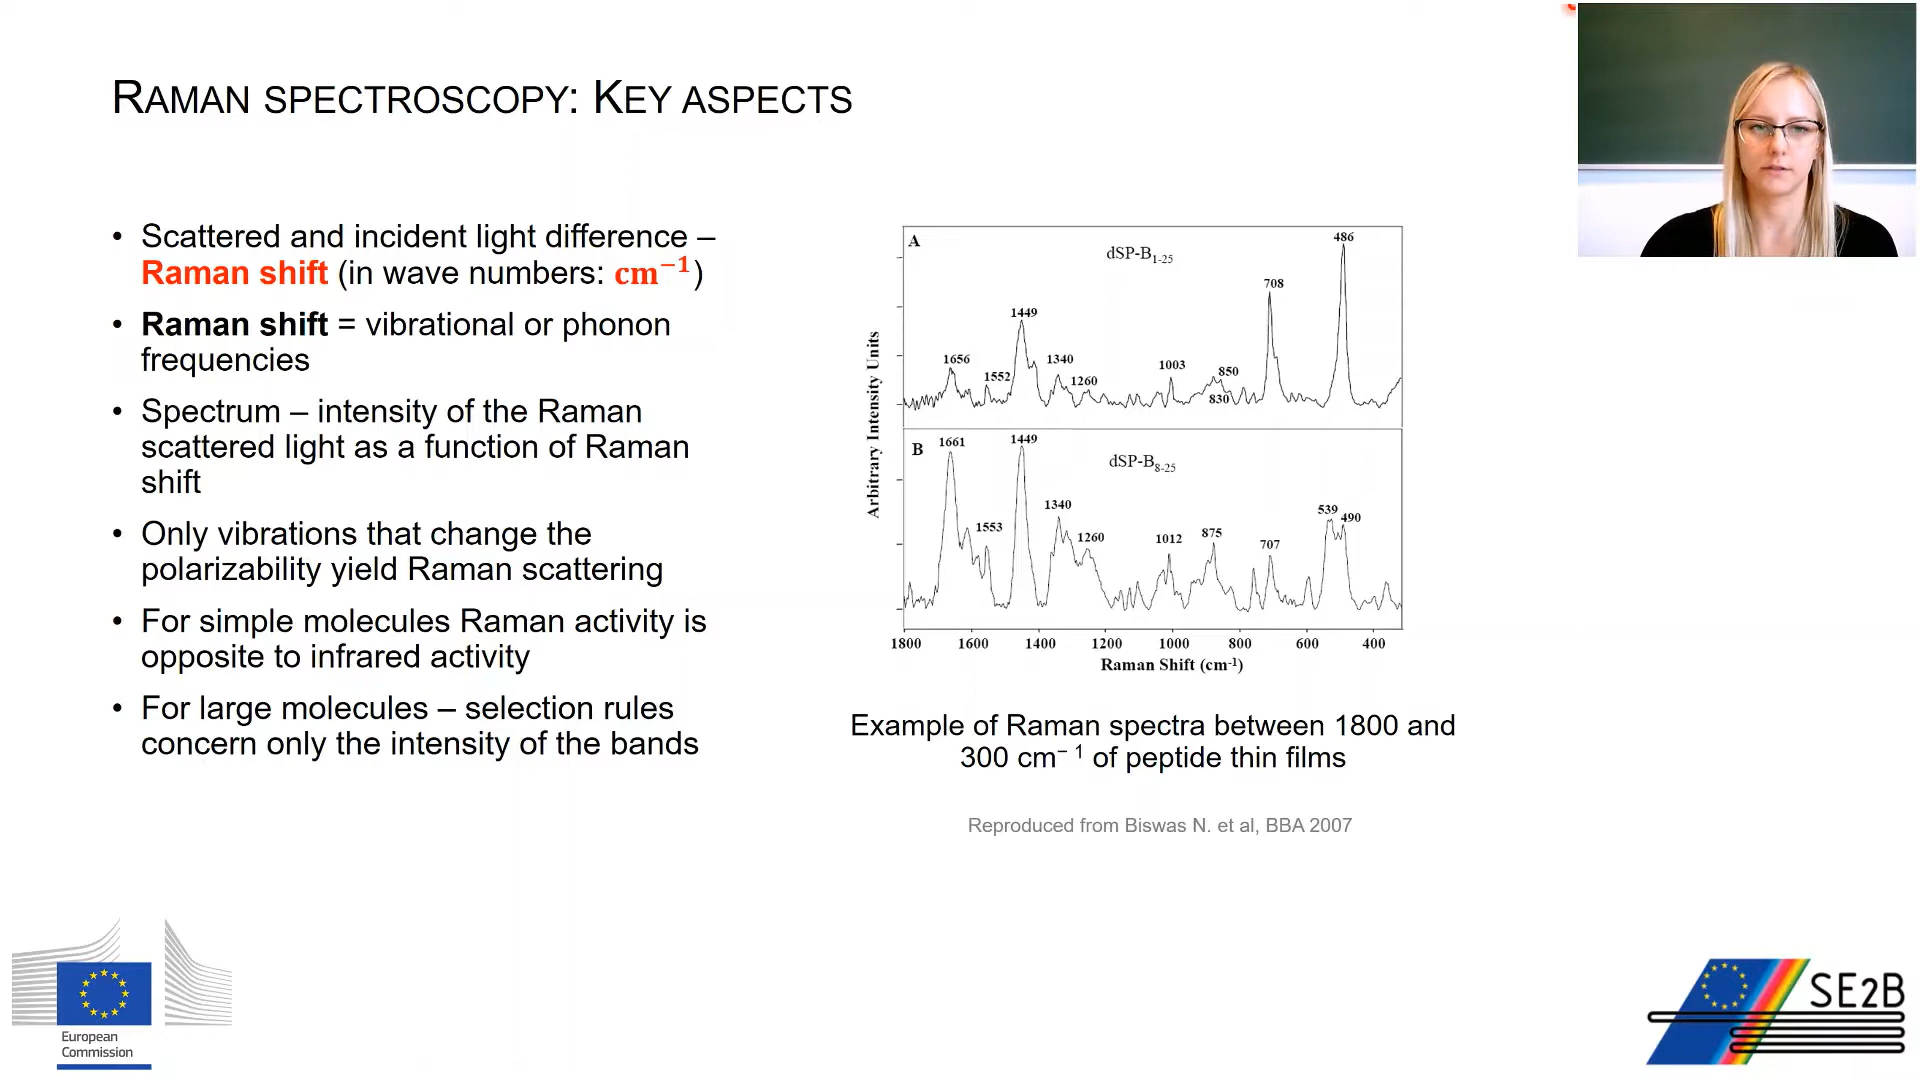 RAMAN SPECTROSCOPY: KEY ASPECTS
• Scattered and incident light difference –
Raman shift (in wave numbers: cm⁻¹)
• Raman shift = vibrational or phonon
frequencies
• Spectrum – intensity of the Raman
scattered light as a function of Raman
shift
• Only vibrations that change the
polarizability yield Raman scattering
• For simple molecules Raman activity is
opposite to infrared activity
• For large molecules – selection rules
concern only the intensity of the bands
Arbitrary Intensity Units
A
dSP-B₁₋₂₅
1656
1552
1449
1340
1260
1003
850
830
708
486
B
dSP-B₈₋₂₅
1661
1553
1449
1340
1260
1012
875
707
539
490
1800 1600 1400 1200 1000 800 600 400
Raman Shift (cm⁻¹)
Example of Raman spectra between 1800 and
300 cm⁻ ¹ of peptide thin films
Reproduced from Biswas N. et al, BBA 2007
European
Commission
SE2B